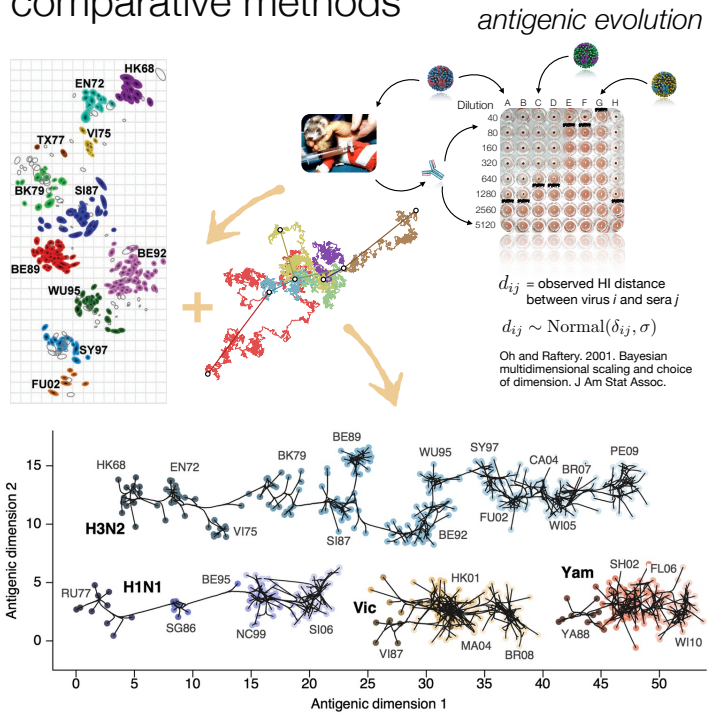 comparative methods
antigenic evolution
HK68
EN72
TX77
VI75
BK79
SI87
BE89
BE92
WU95
SY97
FU02
+
Dilution A B C D E F G H
40
80
160
320
640
1280
2560
5120
dij = observed HI distance
between virus i and sera j
dij ∼ Normal(δij, σ)
Oh and Raftery. 2001. Bayesian
multidimensional scaling and choice
of dimension. J Am Stat Assoc.
Antigenic dimension 2
15
10
5
0
HK68
EN72
BK79
BE89
WU95
SY97
CA04
BR07
PE09
H3N2
VI75
SI87
BE92
FU02
WI05
RU77
H1N1
BE95
SG86
NC99
SI06
Vic
HK01
VI87
MA04
BR08
Yam
SH02
FL06
YA88
WI10
0 5 10 15 20 25 30 35 40 45 50
Antigenic dimension 1